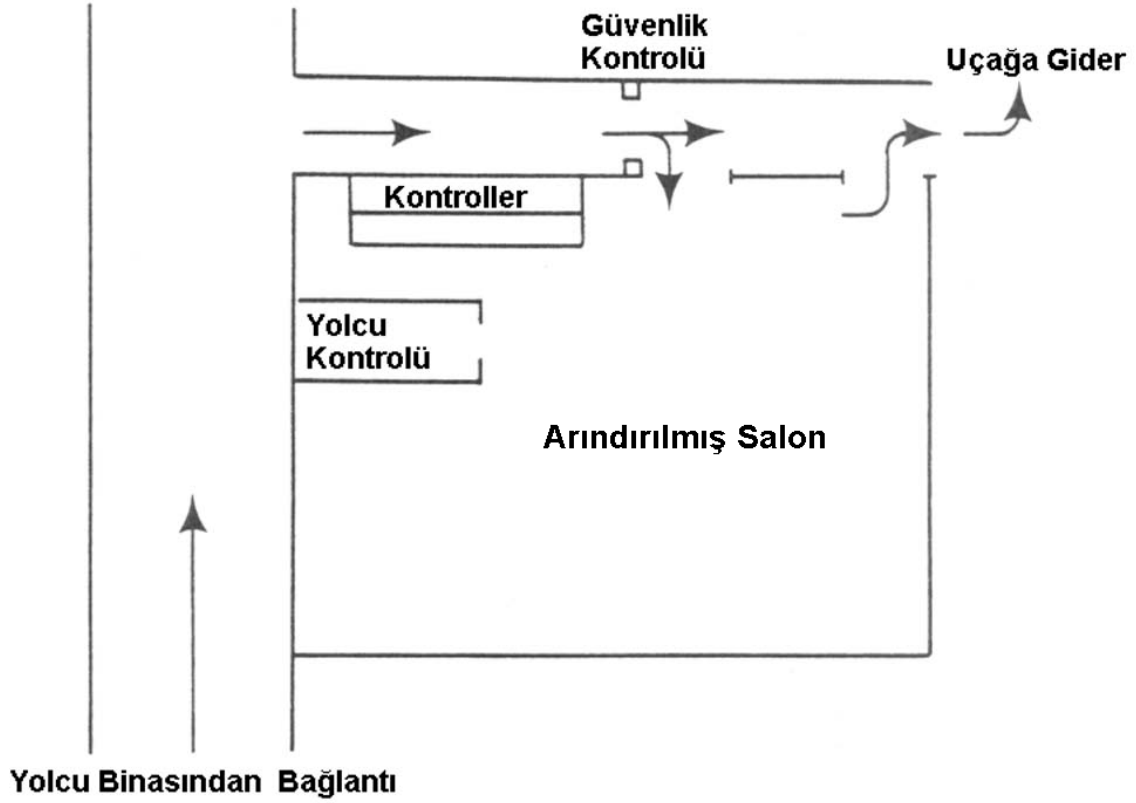 Güvenlik
Kontrolü
Uçağa Gider
Kontroller
Yolcu
Kontrolü
Arındırılmış Salon
Yolcu Binasından Bağlantı